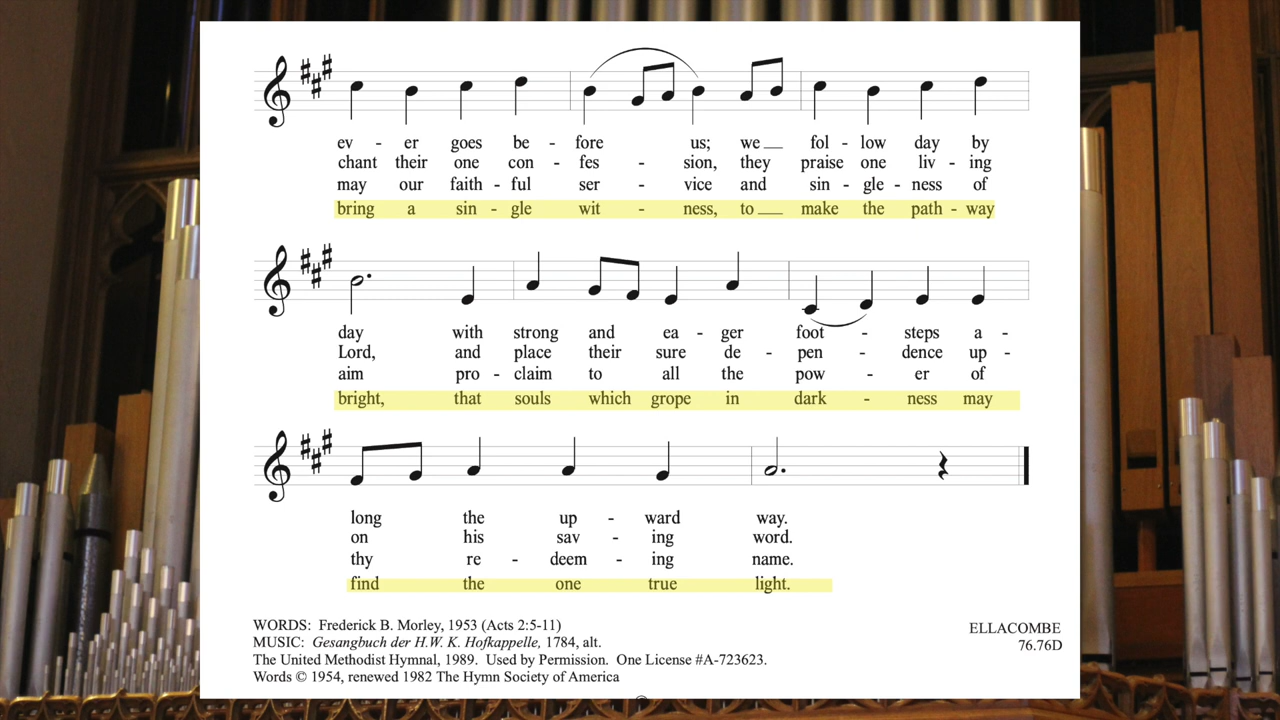 ev - er goes be - fore us; we __ fol - low day by
chant their one con - fes - sion, they praise one liv - ing
may our faith - ful ser - vice and sin - gle - ness of
bring a sin - gle wit - ness, to __ make the path - way
day with strong and ea - ger foot - steps a -
Lord, and place their sure de - pen - dence up -
aim pro - claim to all the pow - er of
bright, that souls which grope in dark - ness may
long the up - ward way.
on his sav - ing word.
thy re - deem - ing name.
find the one true light.
WORDS: Frederick B. Morley, 1953 (Acts 2:5-11)
MUSIC: Gesangbuch der H.W. K. Hofkappelle, 1784, alt.
The United Methodist Hymnal, 1989. Used by Permission. One License #A-723623.
Words © 1954, renewed 1982 The Hymn Society of America
ELLACOMBE
76.76D